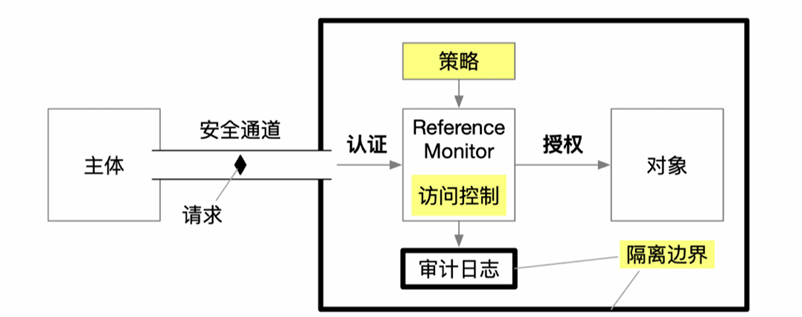 策略
安全通道
主体
认证
Reference
Monitor
授权
对象
访问控制
请求
审计日志
隔离边界